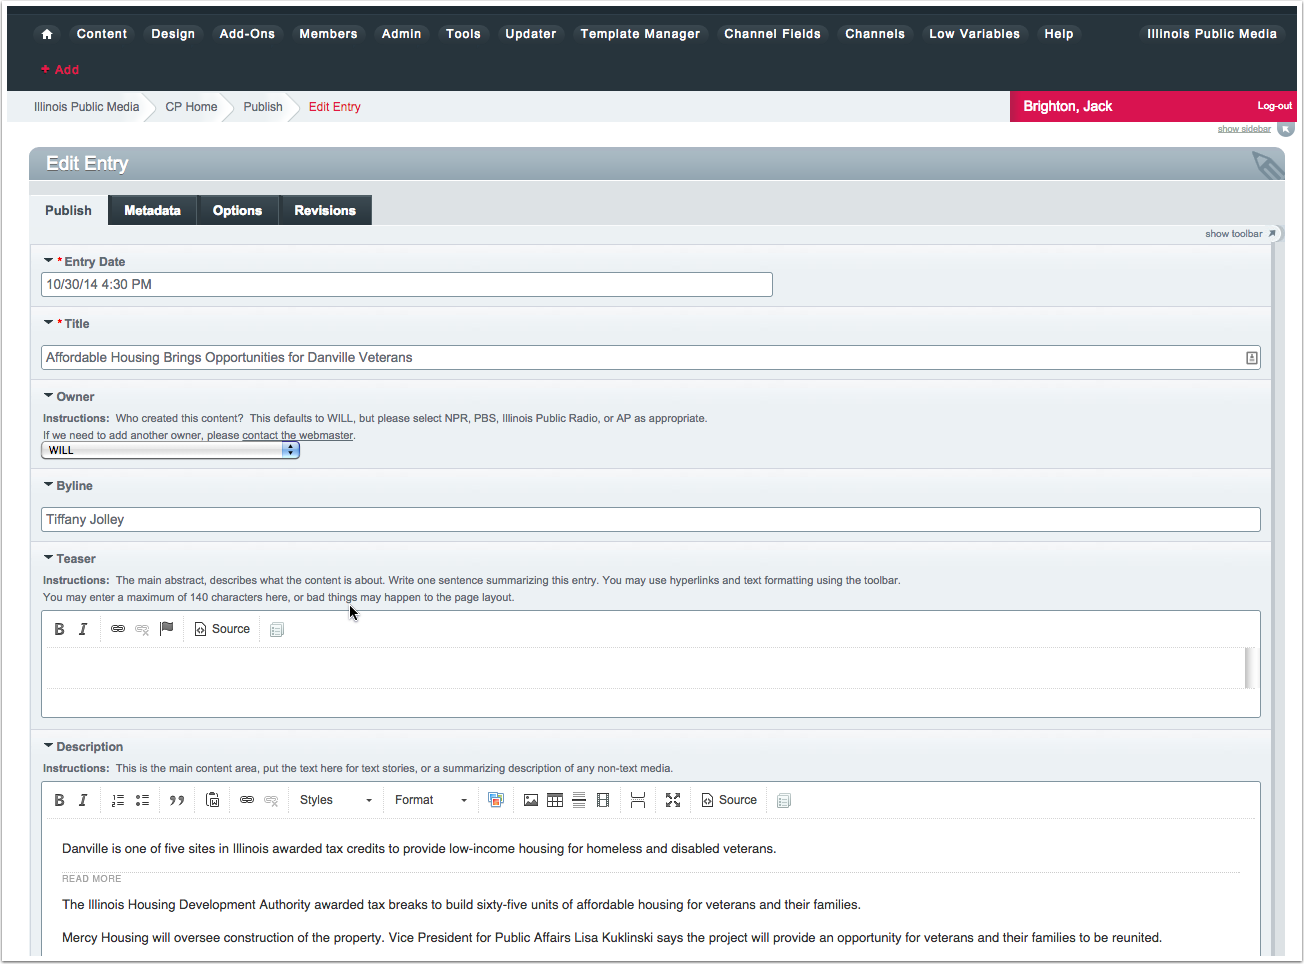 Content Design Add-Ons Members Admin Tools Updater Template Manager Channel Fields Channels Low Variables Help Illinois Public Media
+ Add
Illinois Public Media CP Home Publish Edit Entry Brighton, Jack Log-out
show sidebar
Edit Entry
Publish Metadata Options Revisions
show toolbar
* Entry Date
10/30/14 4:30 PM
* Title
Affordable Housing Brings Opportunities for Danville Veterans
Owner
Instructions: Who created this content? This defaults to WILL, but please select NPR, PBS, Illinois Public Radio, or AP as appropriate.
If we need to add another owner, please contact the webmaster.
WILL
Byline
Tiffany Jolley
Teaser
Instructions: The main abstract, describes what the content is about. Write one sentence summarizing this entry. You may use hyperlinks and text formatting using the toolbar.
You may enter a maximum of 140 characters here, or bad things may happen to the page layout.
B I Source
Description
Instructions: This is the main content area, put the text here for text stories, or a summarizing description of any non-text media.
B I Styles Format Source
Danville is one of five sites in Illinois awarded tax credits to provide low-income housing for homeless and disabled veterans.
READ MORE
The Illinois Housing Development Authority awarded tax breaks to build sixty-five units of affordable housing for veterans and their families.
Mercy Housing will oversee construction of the property. Vice President for Public Affairs Lisa Kuklinski says the project will provide an opportunity for veterans and their families to be reunited.